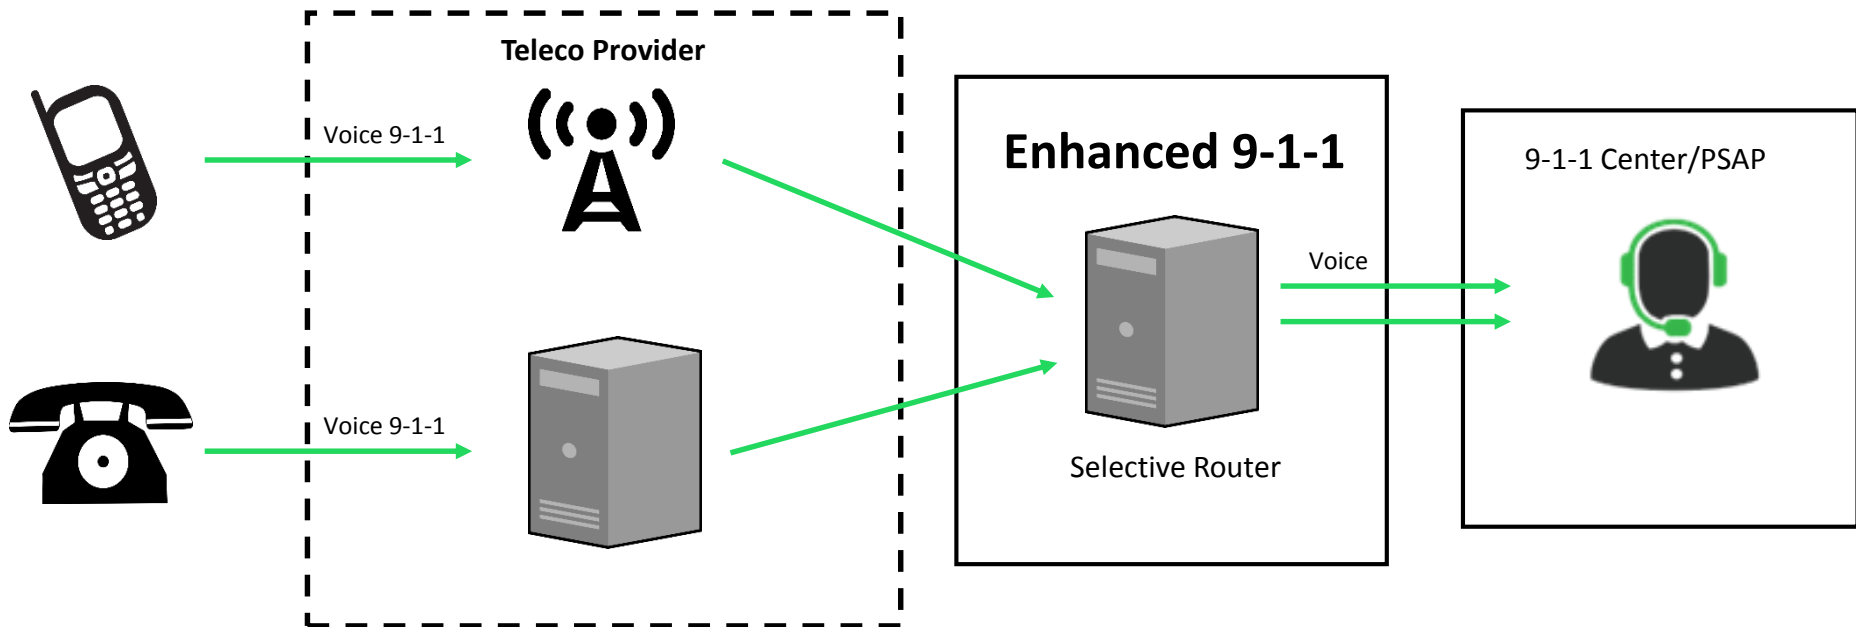 Teleco Provider
Voice 9-1-1
Voice 9-1-1
Enhanced 9-1-1
Selective Router
Voice
9-1-1 Center/PSAP